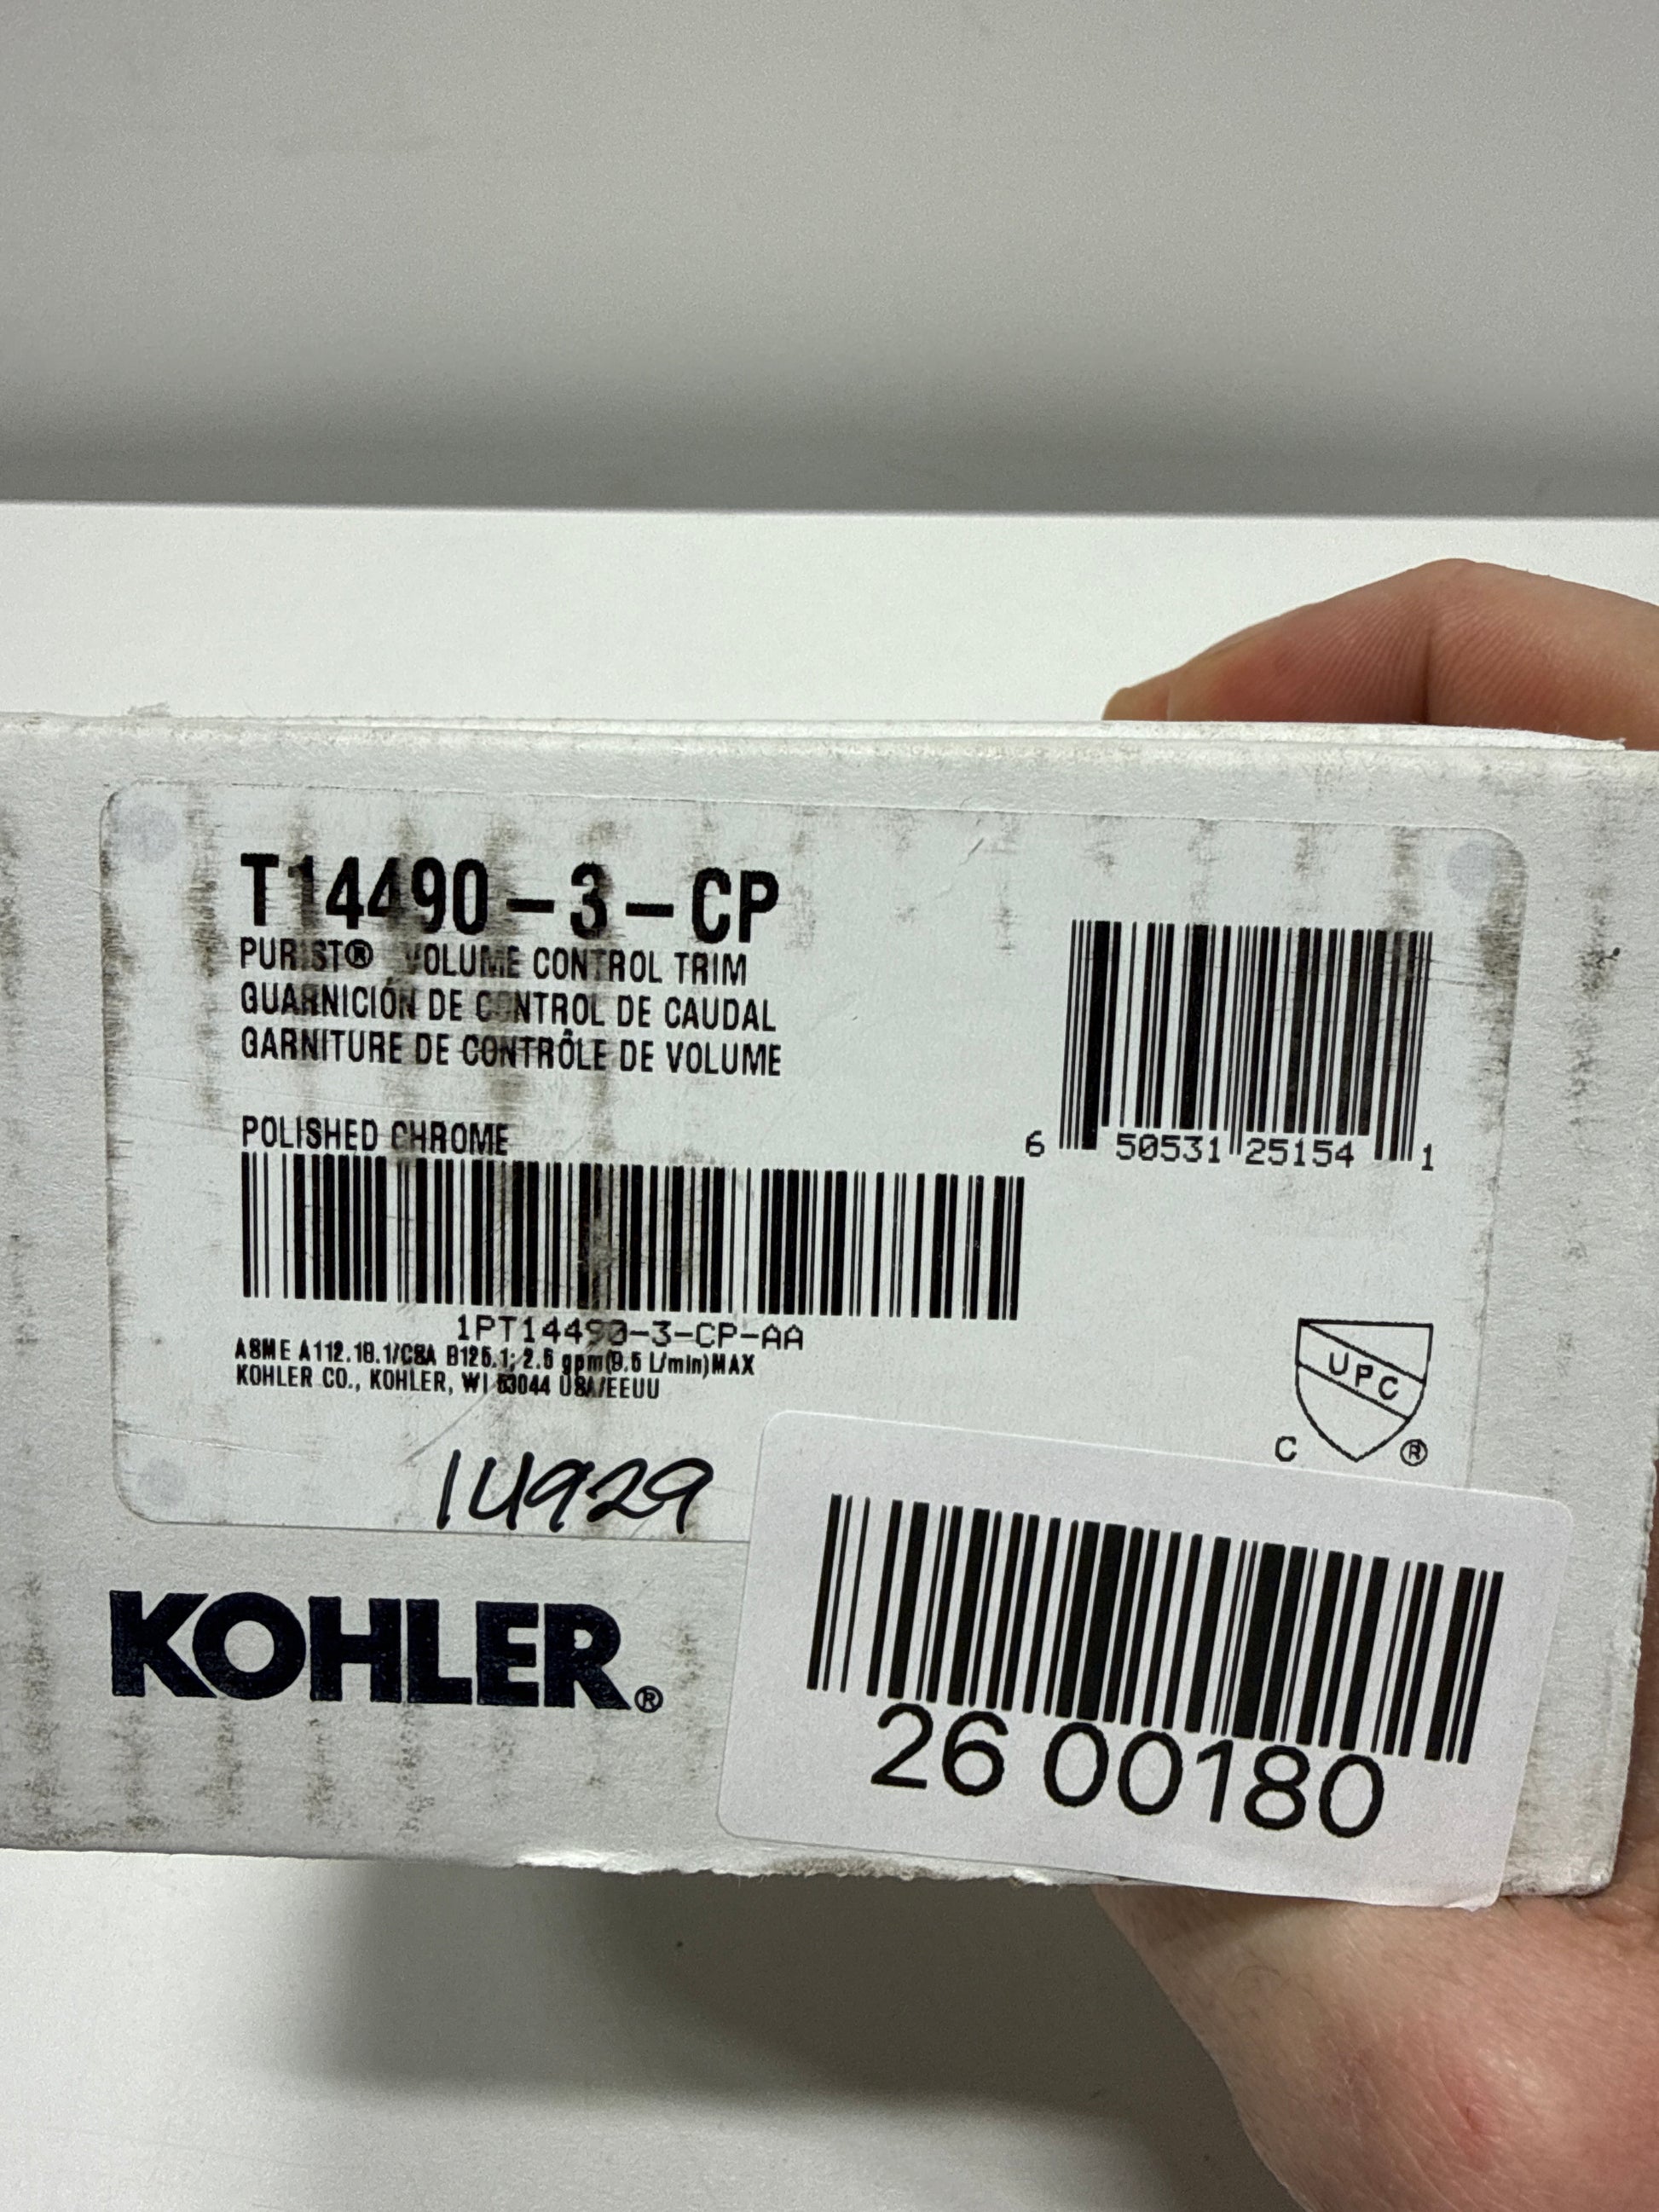 T14490-3-CP
PURIST® VOLUME CONTROL TRIM
GUARNICIÓN DE CONTROL DE CAUDAL
GARNITURE DE CONTRÔLE DE VOLUME
POLISHED CHROME
6 50531 25154 1
1PT14490-3-CP-AA
ASME A112.18.1/CSA B125.1; 2.5 gpm(9.5 L/min)MAX
KOHLER CO., KOHLER, WI 53044 USA/EEUU
UPC
C ®
14929
KOHLER®
26 00180